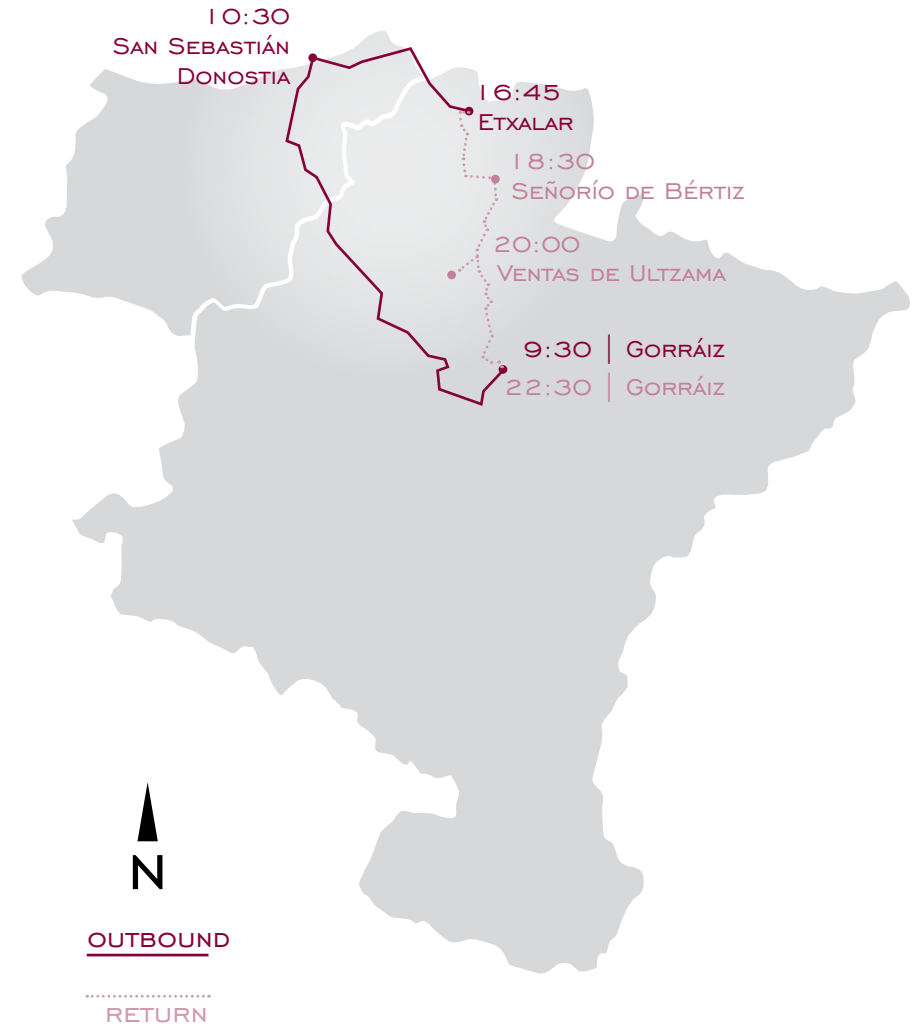 10:30
San Sebastián
Donostia
16:45
Etxalar
18:30
Señorío de Bértiz
20:00
Ventas de Ultzama
9:30 | Gorráiz
22:30 | Gorráiz
N
OUTBOUND
RETURN